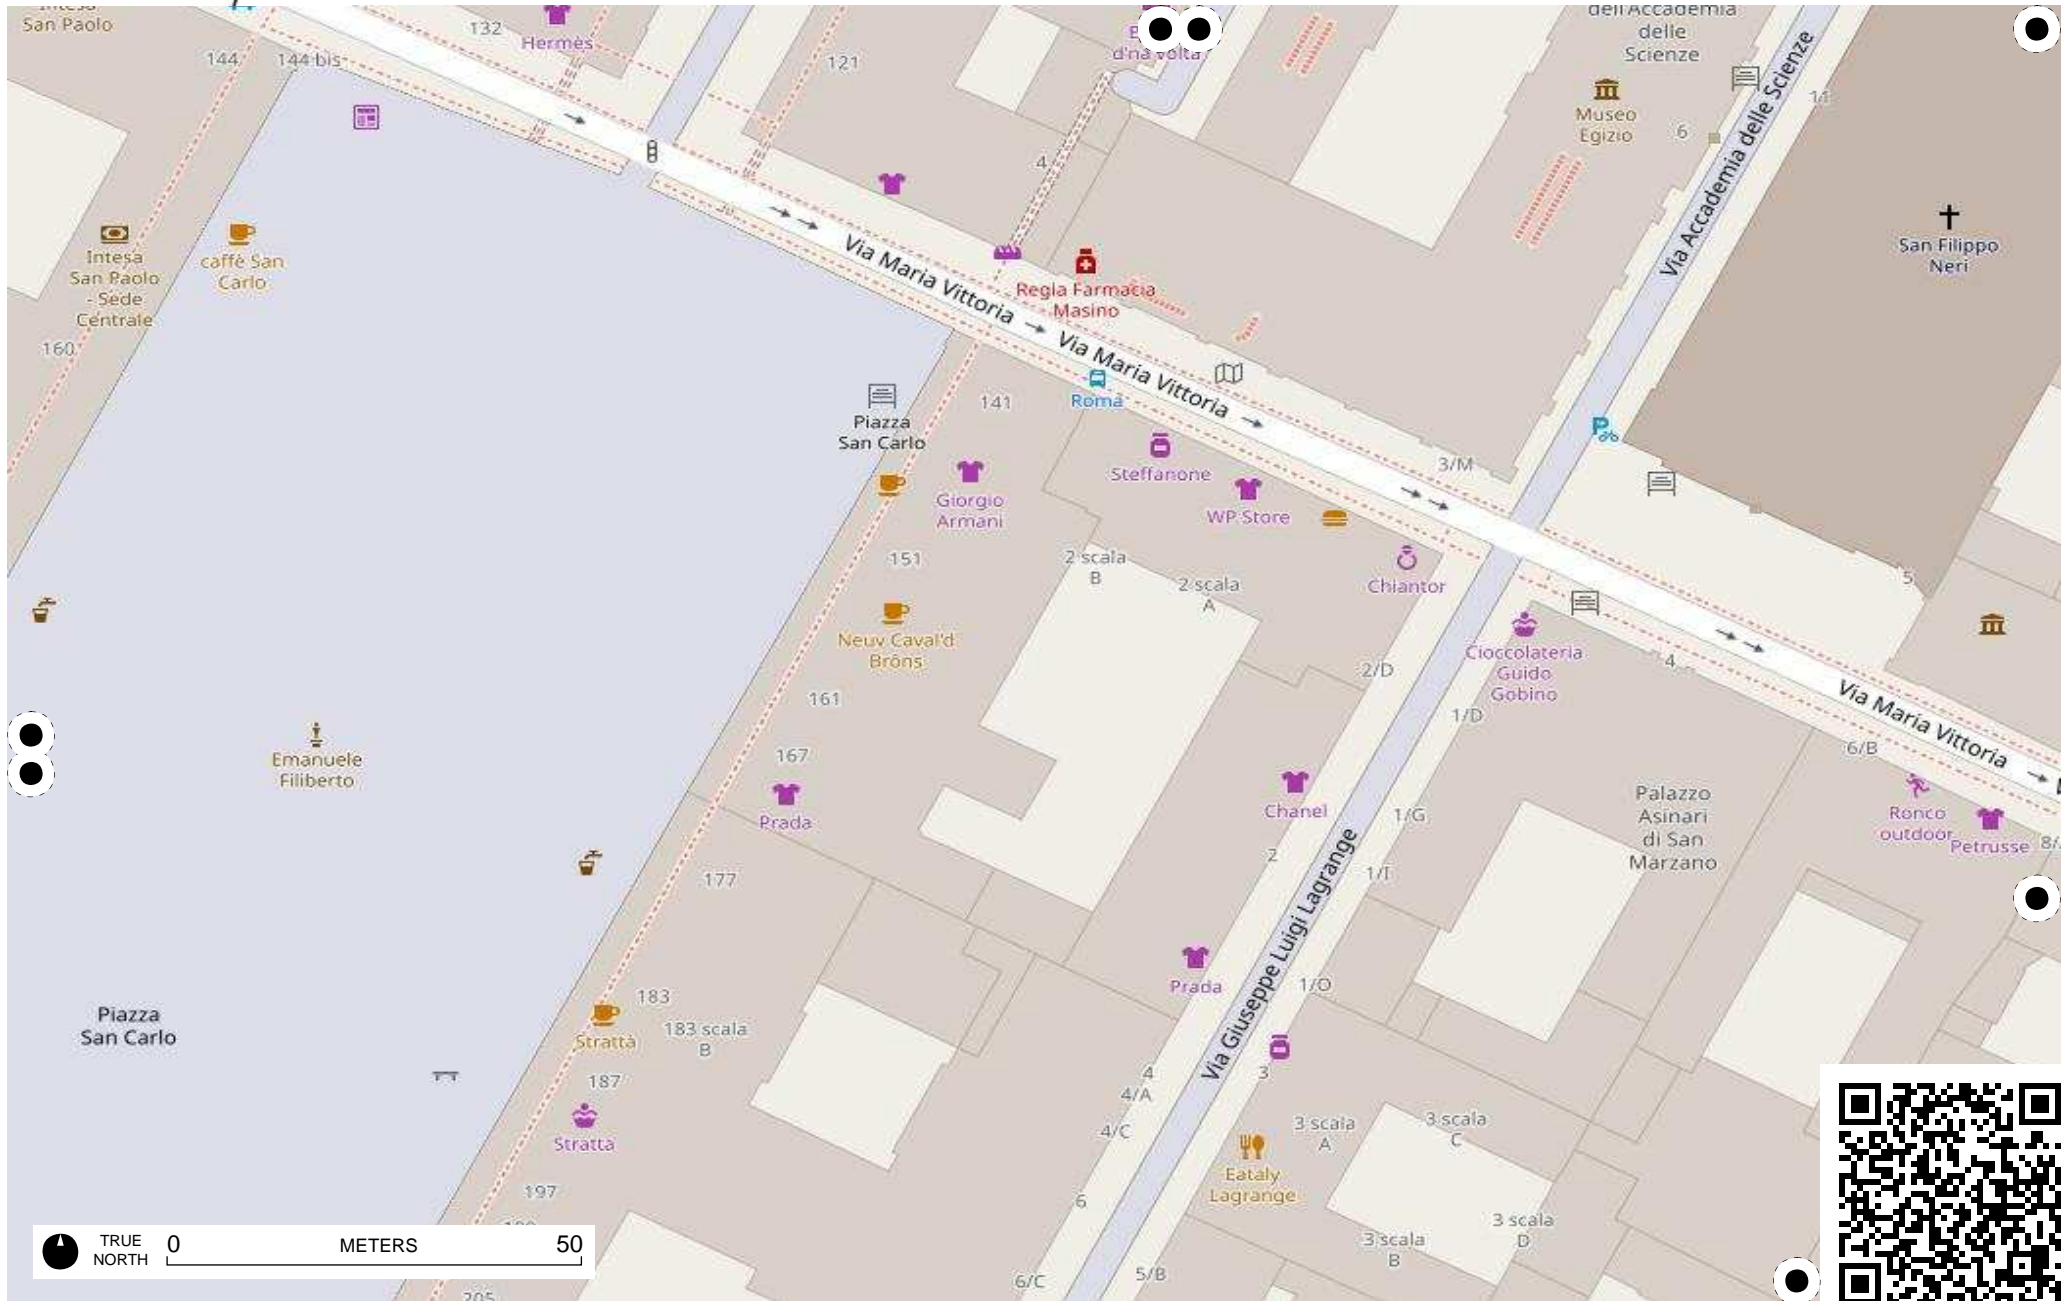 San Paolo
132
Hermès
144
144 bis
121
d'na volta
dell'Accademia
delle
Scienze
Museo
Egizio
6
11
Via Accademia delle Scienze
San Filippo
Neri
4
Intesa
San Paolo
- Sede
Centrale
caffè San
Carlo
160
Via Maria Vittoria
Regia Farmacia
Masino
Via Maria Vittoria
Roma
141
Piazza
San Carlo
Giorgio
Armani
Steffanone
WP Store
3/M
Chiantor
151
2 scala
B
2 scala
A
5
Neuv Caval'd
Brôns
161
167
Prada
177
2/D
Cioccolateria
Guido
Gobino
4
1/D
6/B
Via Maria Vittoria
Emanuele
Filiberto
Chanel
1/G
2
1/I
Palazzo
Asinari
di San
Marzano
Ronco
outdoor
Petrusse
Via Giuseppe Luigi Lagrange
Prada
1/O
Piazza
San Carlo
183
183 scala
B
Strattà
187
Stratta
197
4
4/A
4/C
3
3 scala
A
3 scala
C
Eataly
Lagrange
6
3 scala
B
3 scala
D
6/C
5/B
205
TRUE
NORTH
0 METERS 50